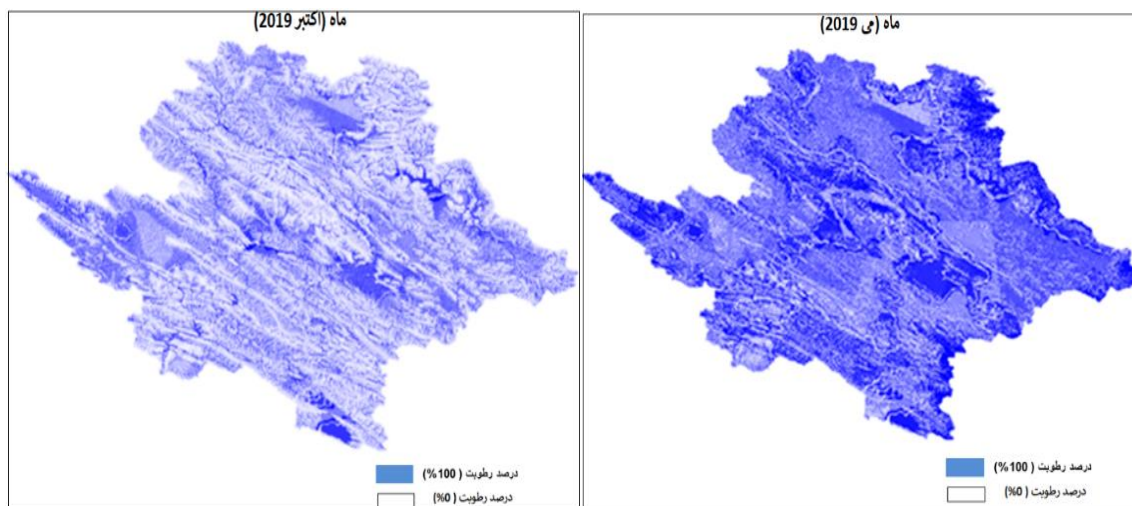 ماه (اکتبر 2019)
درصد رطوبت ( 100%)
درصد رطوبت ( 0%)
ماه (می 2019)
درصد رطوبت ( 100%)
درصد رطوبت ( 0%)